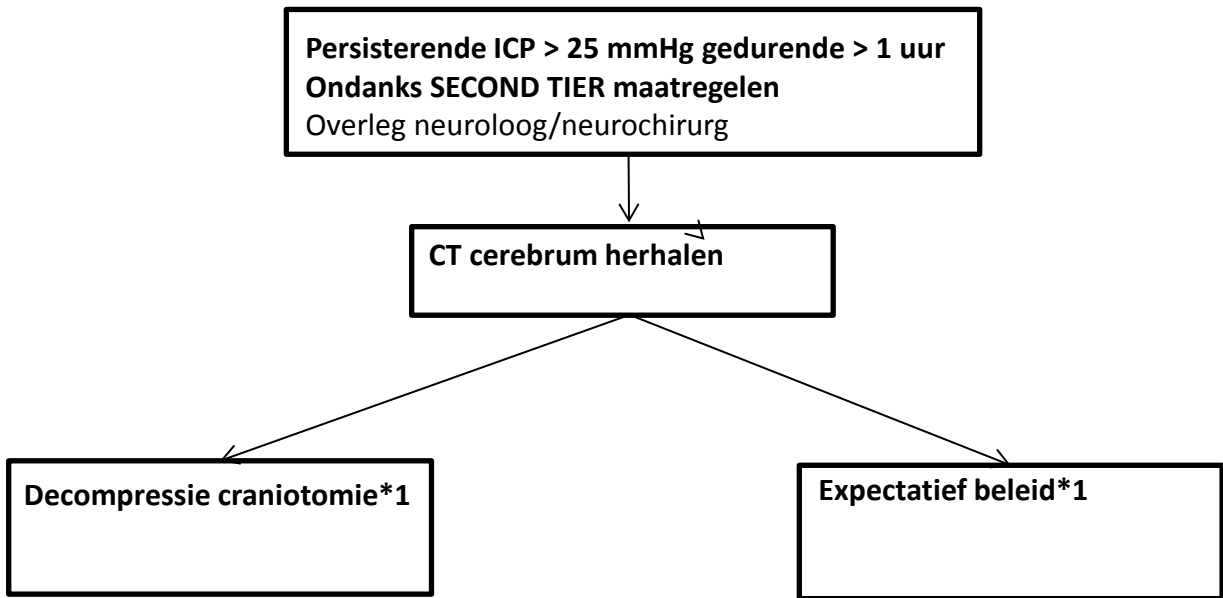 Persisterende ICP > 25 mmHg gedurende > 1 uur
Ondanks SECOND TIER maatregelen
Overleg neuroloog/neurochirurg
CT cerebrum herhalen
Decompressie craniotomie*1
Expectatief beleid*1